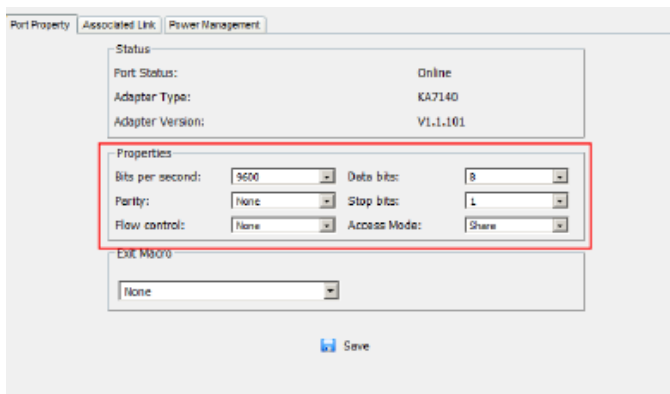 Port Property Associated Link Power Management
Status
Port Status: Online
Adapter Type: KA7140
Adapter Version: V1.1.101
Properties
Bits per second: 9600 Data bits: 8
Parity: None Stop bits: 1
Flow control: None Access Mode: Share
Exit Macro
None
Save